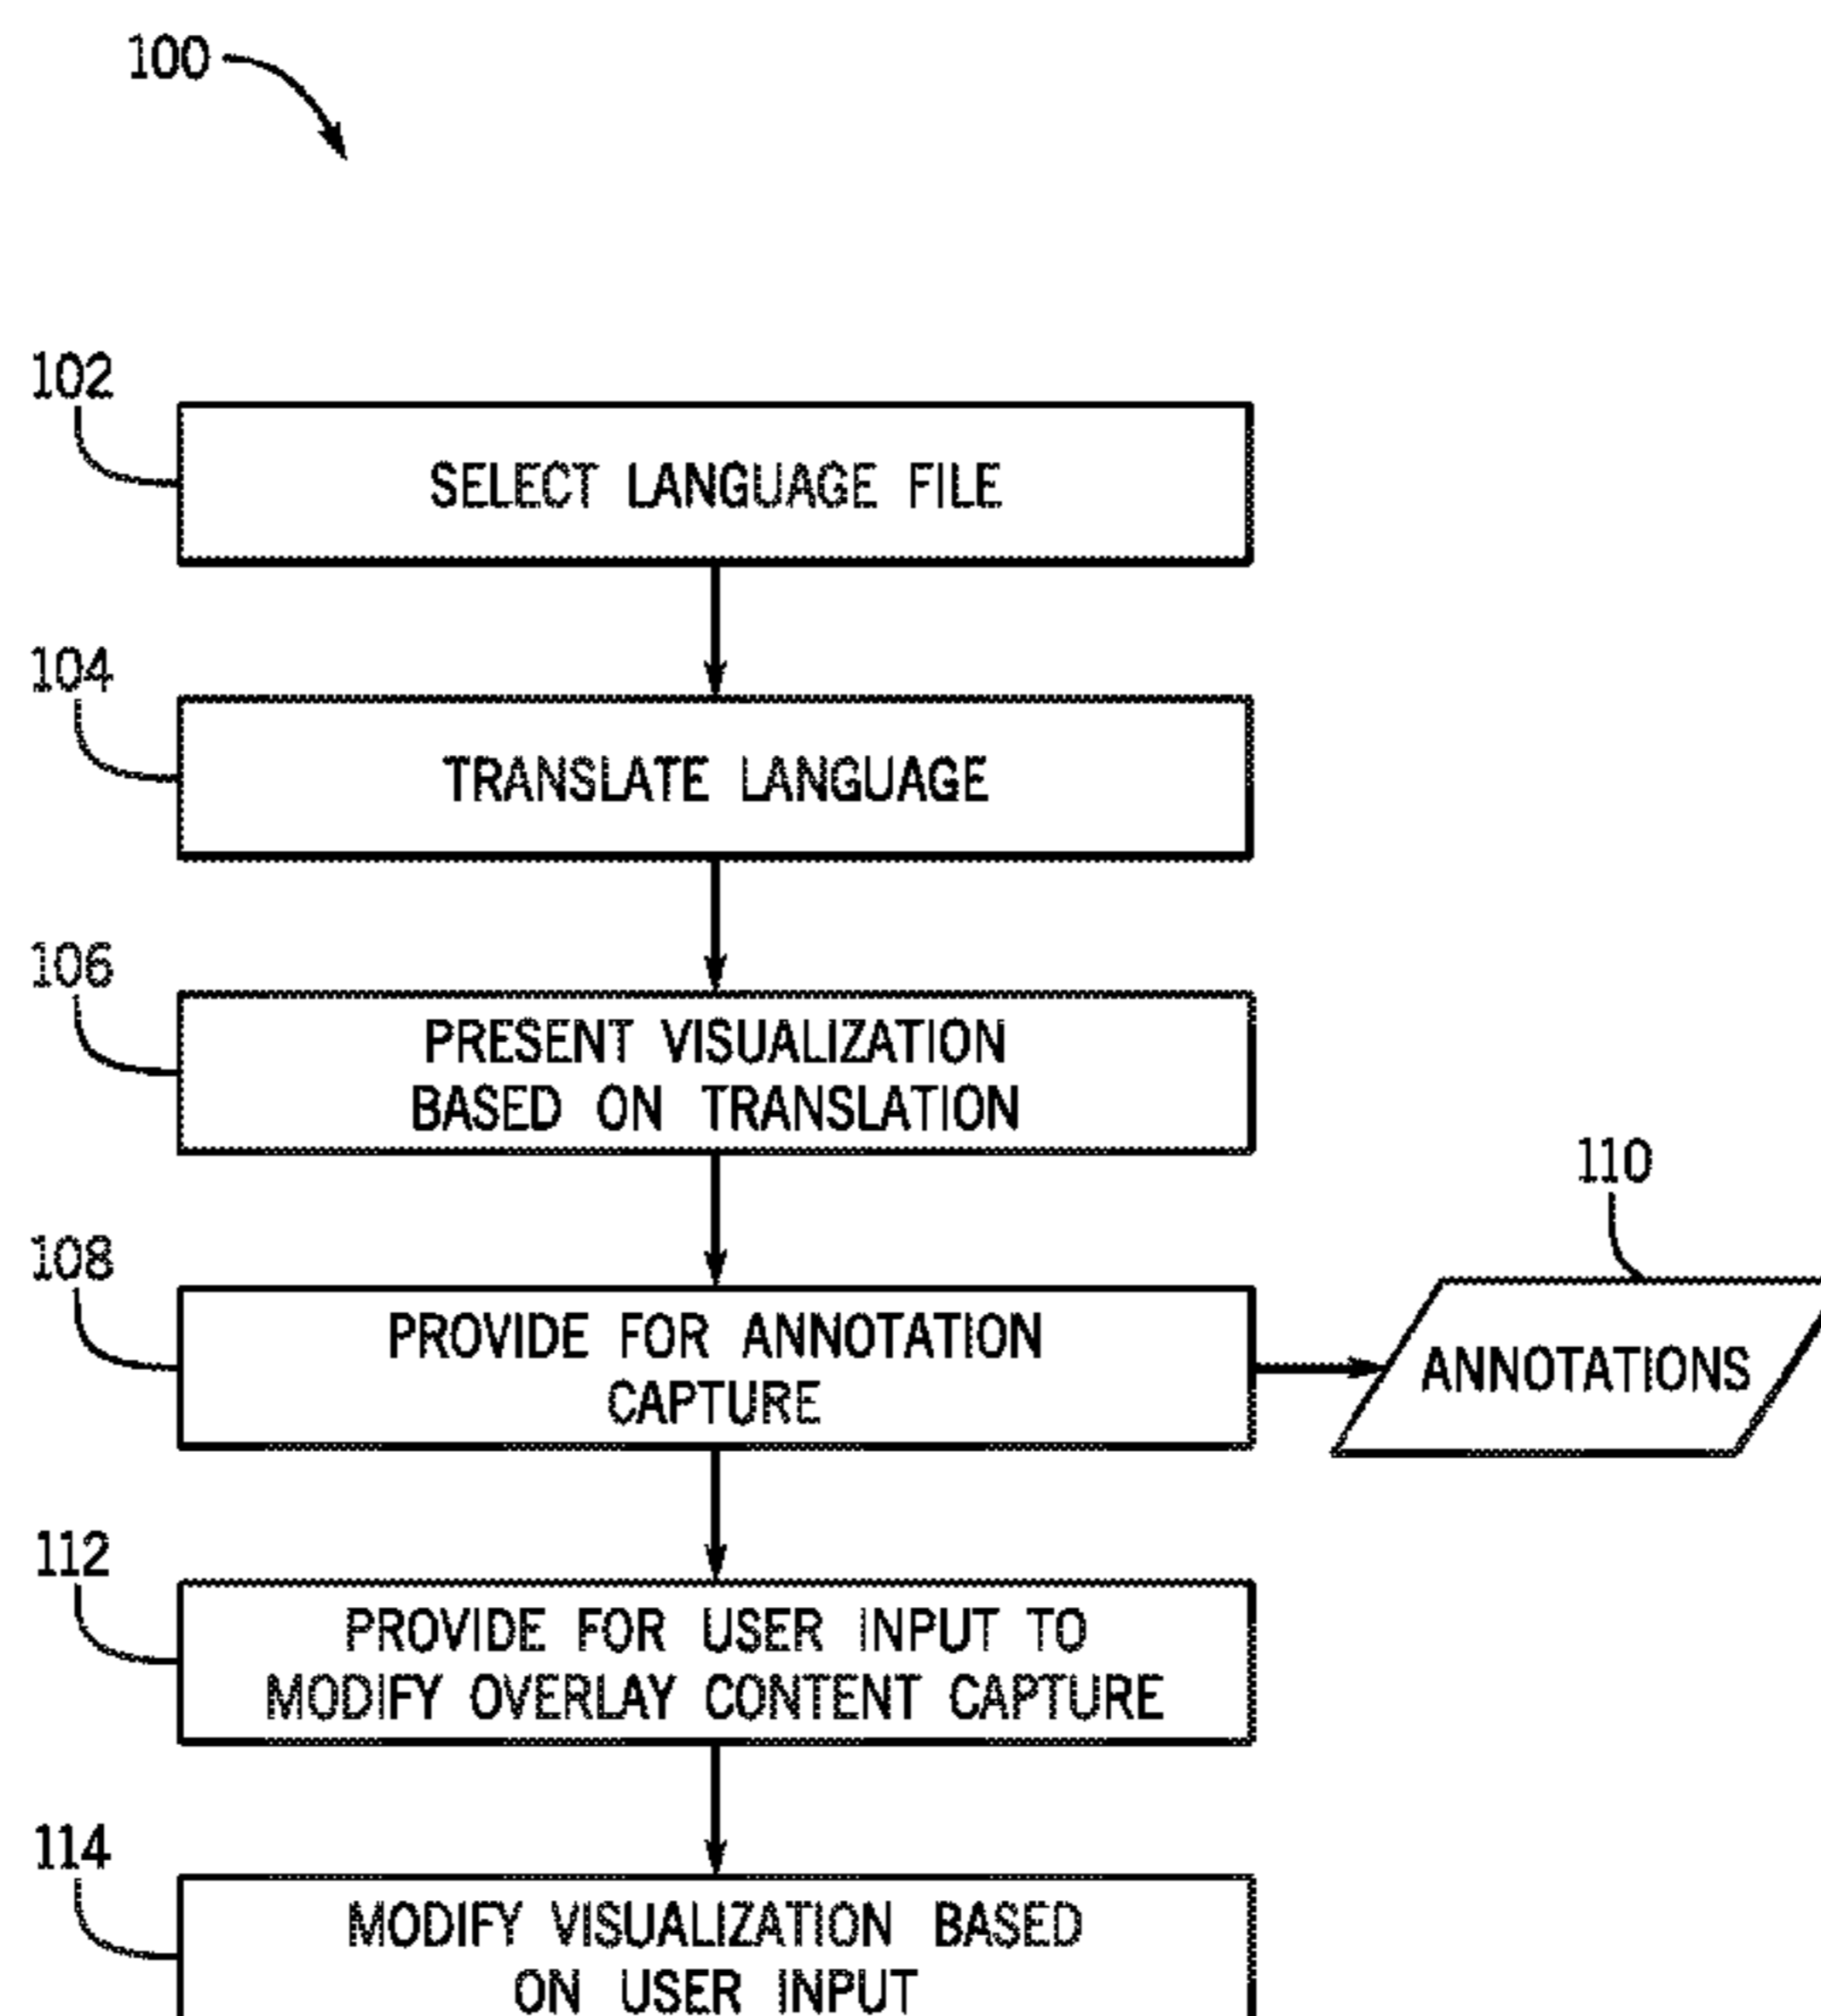 100
102
SELECT LANGUAGE FILE
104
TRANSLATE LANGUAGE
106
PRESENT VISUALIZATION
BASED ON TRANSLATION
110
108
PROVIDE FOR ANNOTATION
CAPTURE
ANNOTATIONS
112
PROVIDE FOR USER INPUT TO
MODIFY OVERLAY CONTENT CAPTURE
114
MODIFY VISUALIZATION BASED
ON USER INPUT